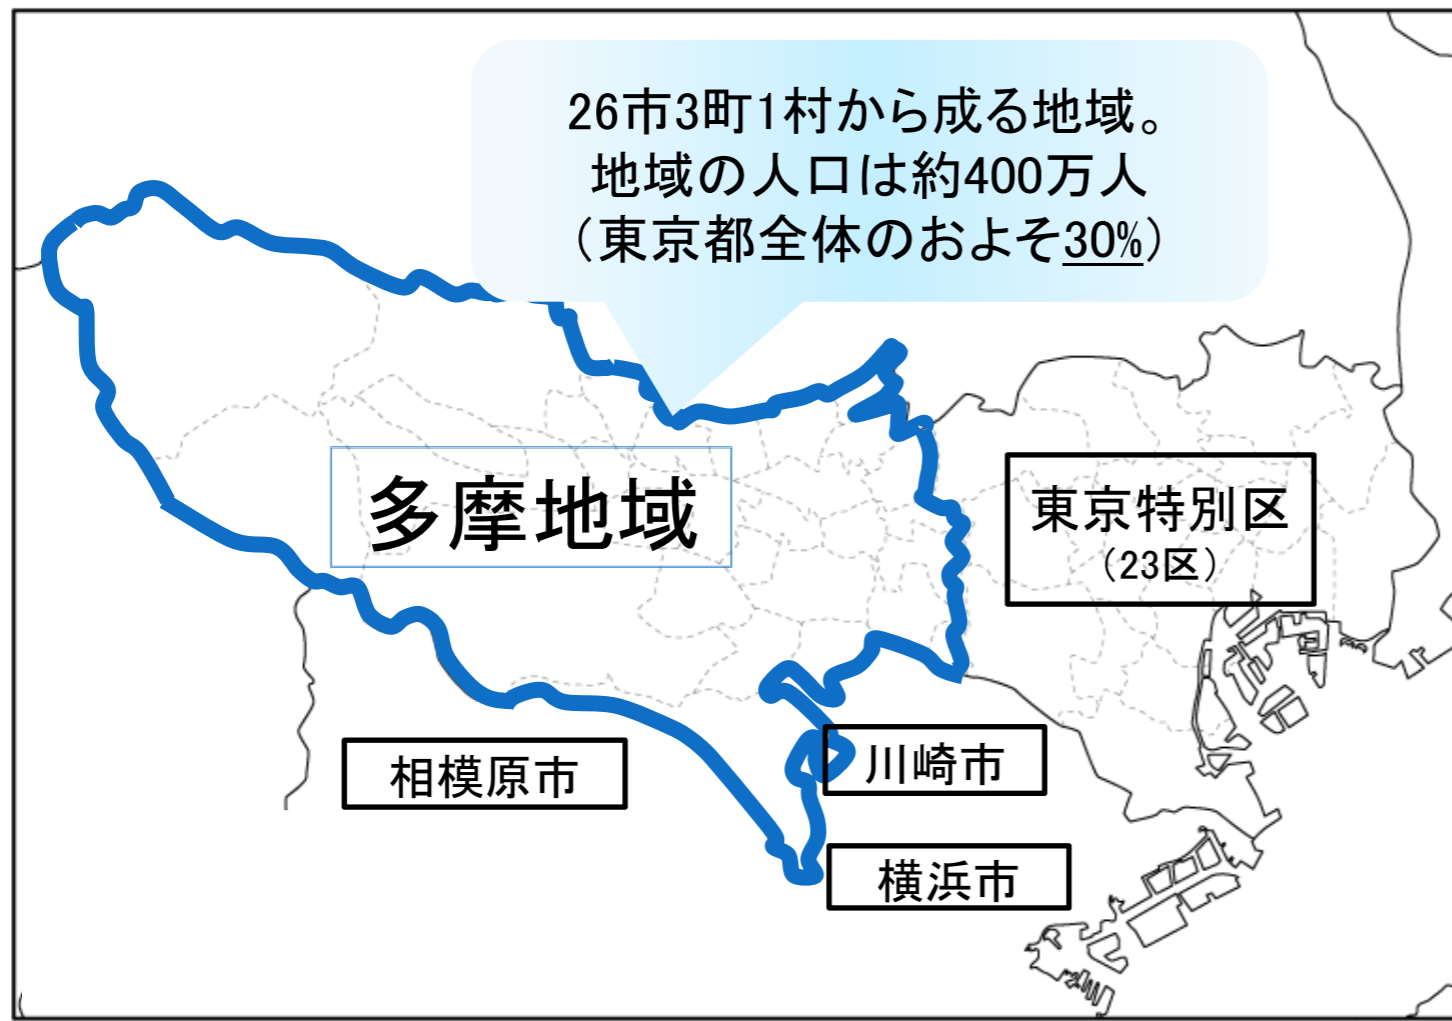 26市3町1村から成る地域。
地域の人口は約400万人
（東京都全体のおよそ30%）
多摩地域
東京特別区
（23区）
相模原市
川崎市
横浜市